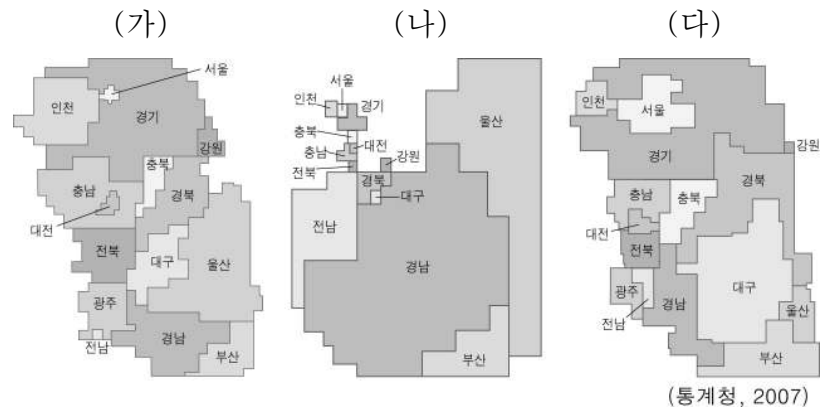 (가) (나) (다)
서울
인천
경기
강원
충북
충남
경북
대전
전북
대구
울산
광주
경남
전남
부산
서울
인천
경기
울산
충북
대전
강원
충남
전북
경북
대구
전남
경남
부산
인천
서울
경기
강원
경북
충남
충북
대전
전북
대구
광주
경남
울산
전남
부산
(통계청, 2007)